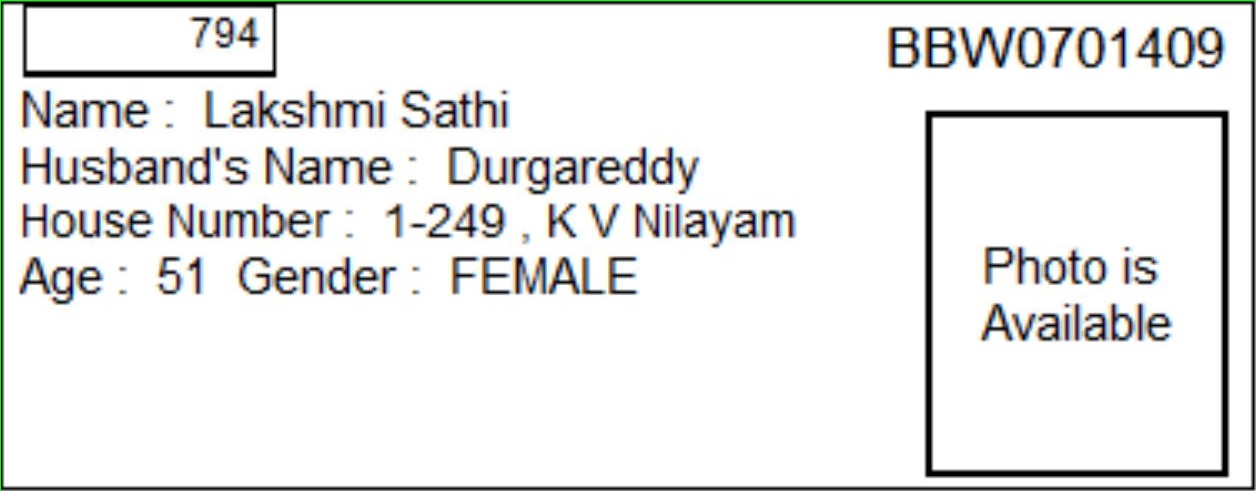 794
BBW0701409
Name : Lakshmi Sathi
Husband's Name : Durgareddy
House Number : 1-249 , K V Nilayam
Age : 51 Gender : FEMALE
Photo is
Available